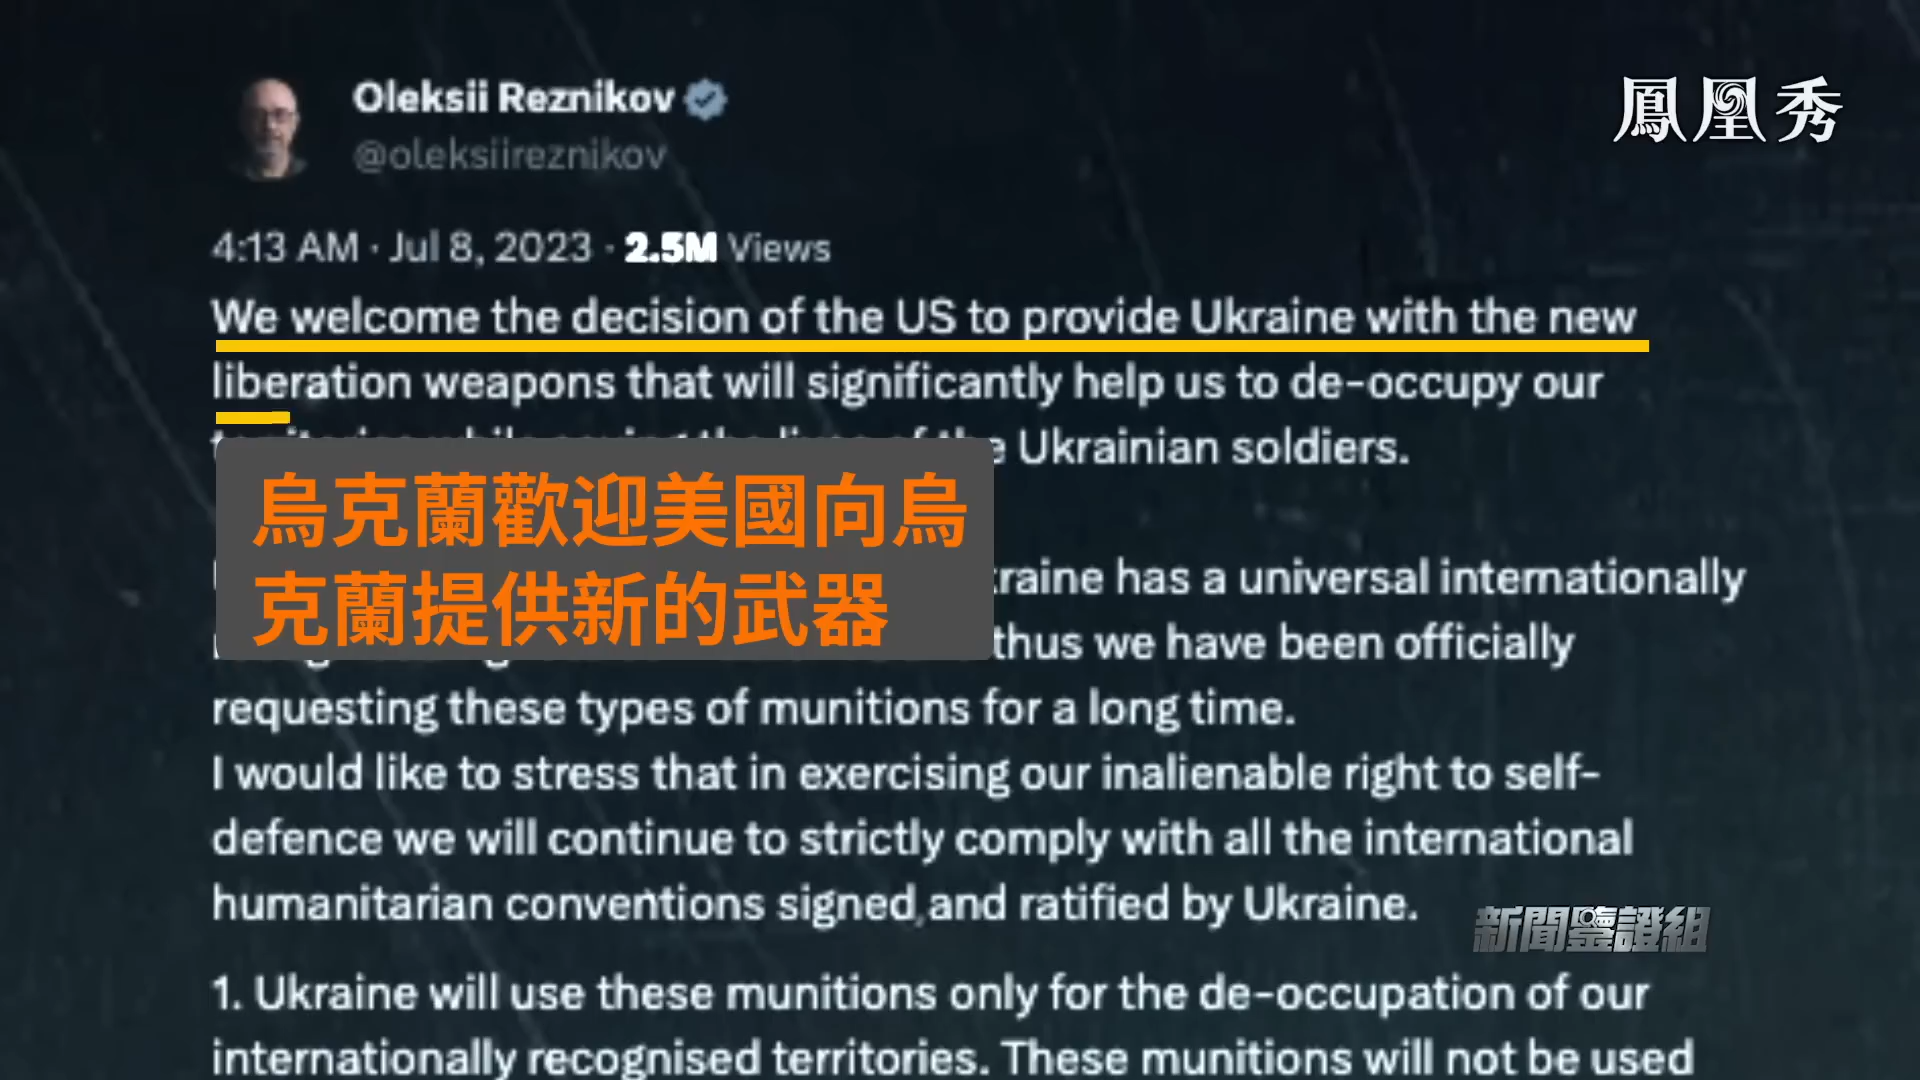 Oleksii Reznikov
鳳凰秀
@oleksiireznikov
4:13 AM · Jul 8, 2023 · 2.5M Views
We welcome the decision of the US to provide Ukraine with the new
liberation weapons that will significantly help us to de-occupy our
the Ukrainian soldiers.
烏克蘭歡迎美國向烏
克蘭提供新的武器
has a universal internationally
thus we have been officially
requesting these types of munitions for a long time.
I would like to stress that in exercising our inalienable right to self-
defence we will continue to strictly comply with all the international
humanitarian conventions signed,and ratified by Ukraine.
新聞鑒證組
1. Ukraine will use these munitions only for the de-occupation of our
internationally recognised territories. These munitions will not be used